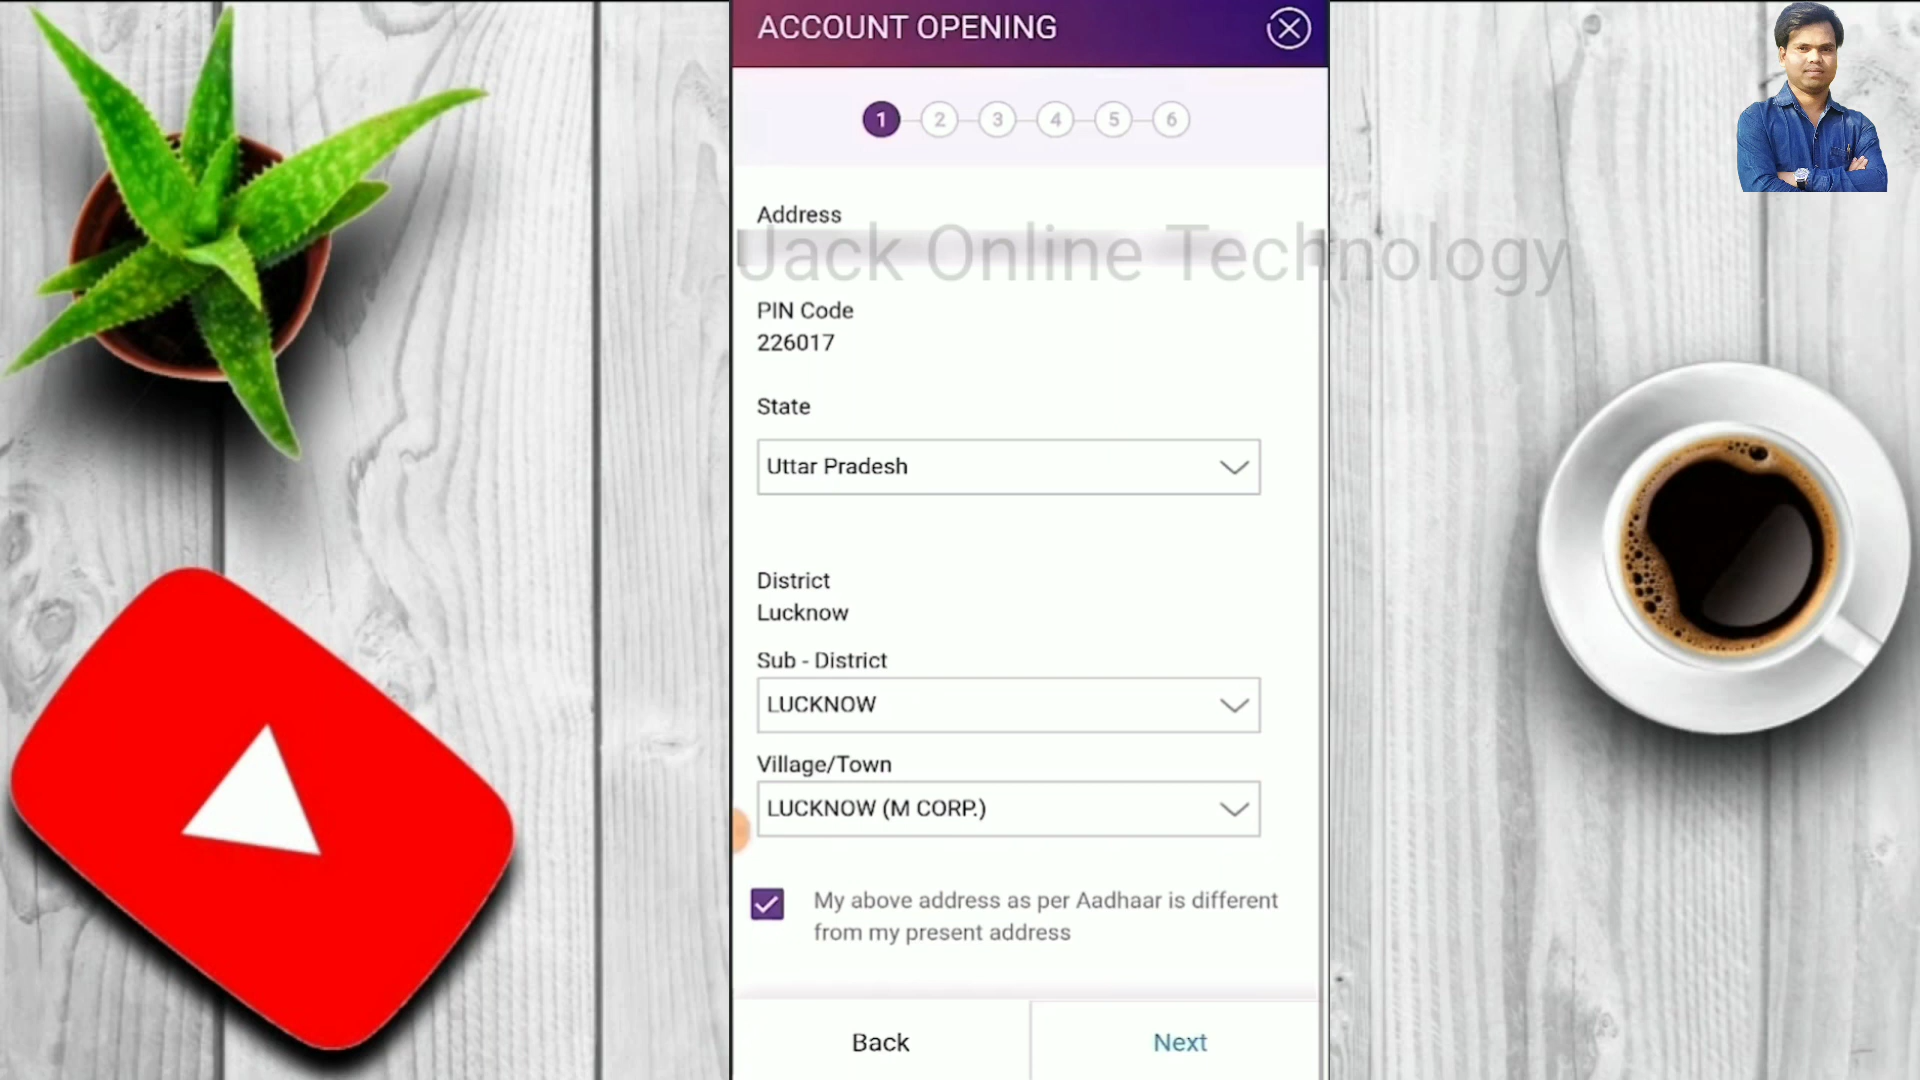 ACCOUNT OPENING
1 2 3 4 5 6
Address
Jack Online Technology
PIN Code
226017
State
Uttar Pradesh
District
Lucknow
Sub - District
LUCKNOW
Village/Town
LUCKNOW (M CORP.)
My above address as per Aadhaar is different
from my present address
Back
Next